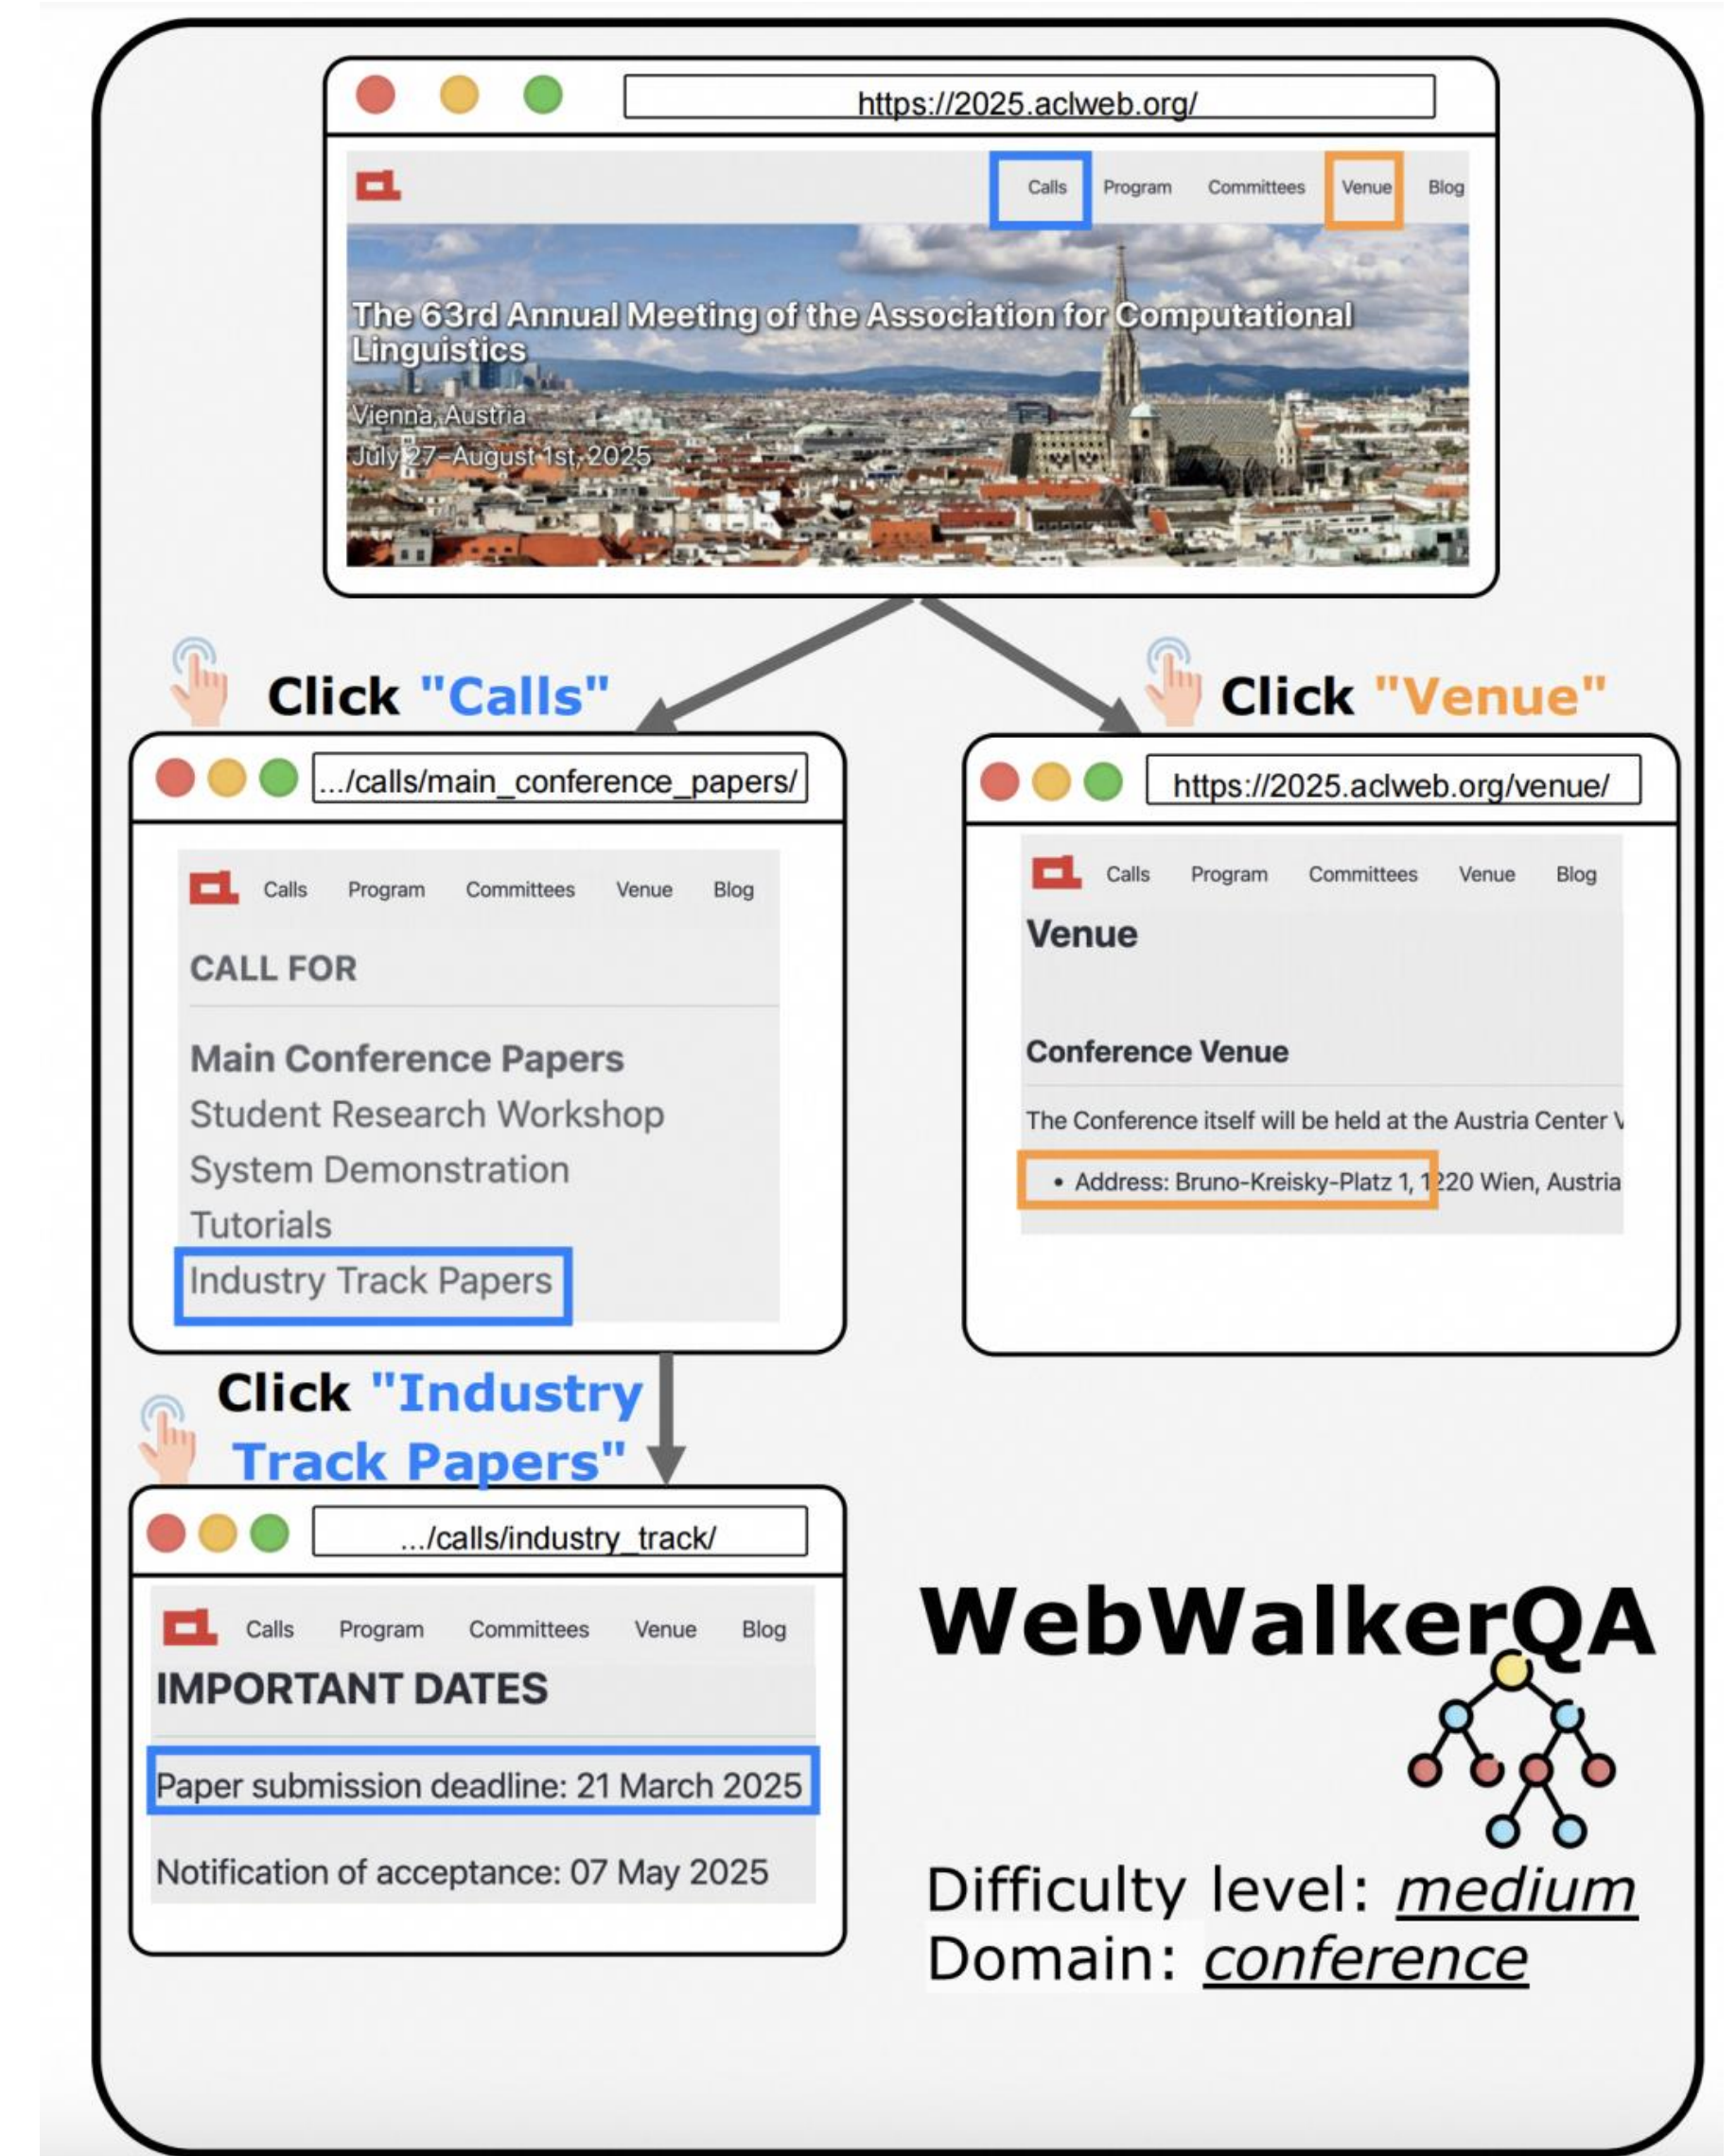 https://2025.aclweb.org/
Calls Program Committees Venue Blog
The 63rd Annual Meeting of the Association for Computational
Linguistics
Vienna, Austria
July 27–August 1st, 2025
Click "Calls"
.../calls/main_conference_papers/
Calls Program Committees Venue Blog
CALL FOR
Main Conference Papers
Student Research Workshop
System Demonstration
Tutorials
Industry Track Papers
Click "Venue"
https://2025.aclweb.org/venue/
Calls Program Committees Venue Blog
Venue
Conference Venue
The Conference itself will be held at the Austria Center
• Address: Bruno-Kreisky-Platz 1, 1220 Wien, Austria
Click "Industry
Track Papers"
.../calls/industry_track/
Calls Program Committees Venue Blog
IMPORTANT DATES
Paper submission deadline: 21 March 2025
Notification of acceptance: 07 May 2025
WebWalkerQA
Difficulty level: medium
Domain: conference